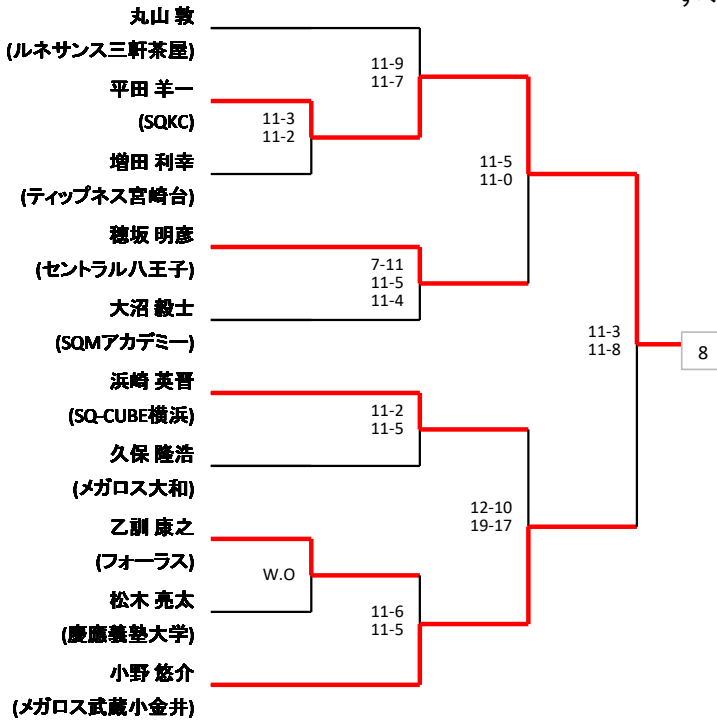 丸山 敦
(ルネサンス三軒茶屋)
平田 羊一
(SQKC)
増田 利幸
(ティップネス宮崎台)
穂坂 明彦
(セントラル八王子)
大沼 毅士
(SQMアカデミー)
浜崎 英晋
(SQ-CUBE横浜)
久保 隆浩
(メガロス大和)
乙訓 康之
(フォーラス)
松木 亮太
(慶應義塾大学)
小野 悠介
(メガロス武蔵小金井)
11-3
11-2
W.O
11-9
11-7
7-11
11-5
11-4
11-2
11-5
11-6
11-5
11-5
11-0
12-10
19-17
11-3
11-8
8